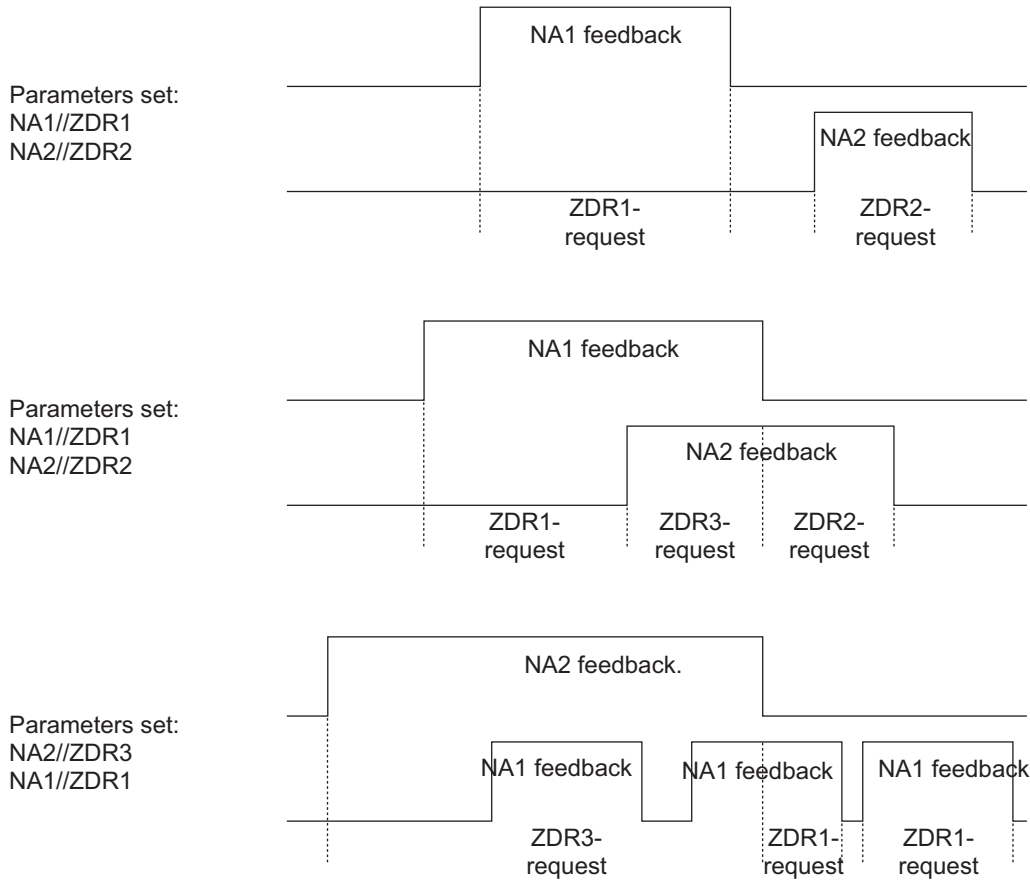 NA1 feedback
Parameters set:
NA1//ZDR1
NA2//ZDR2
NA2 feedback
ZDR1-
request
ZDR2-
request
NA1 feedback
Parameters set:
NA1//ZDR1
NA2//ZDR2
NA2 feedback
ZDR1-
request
ZDR3-
request
ZDR2-
request
NA2 feedback.
Parameters set:
NA2//ZDR3
NA1//ZDR1
NA1 feedback
NA1 feedback
NA1 feedback
ZDR3-
request
ZDR1-
request
ZDR1-
request